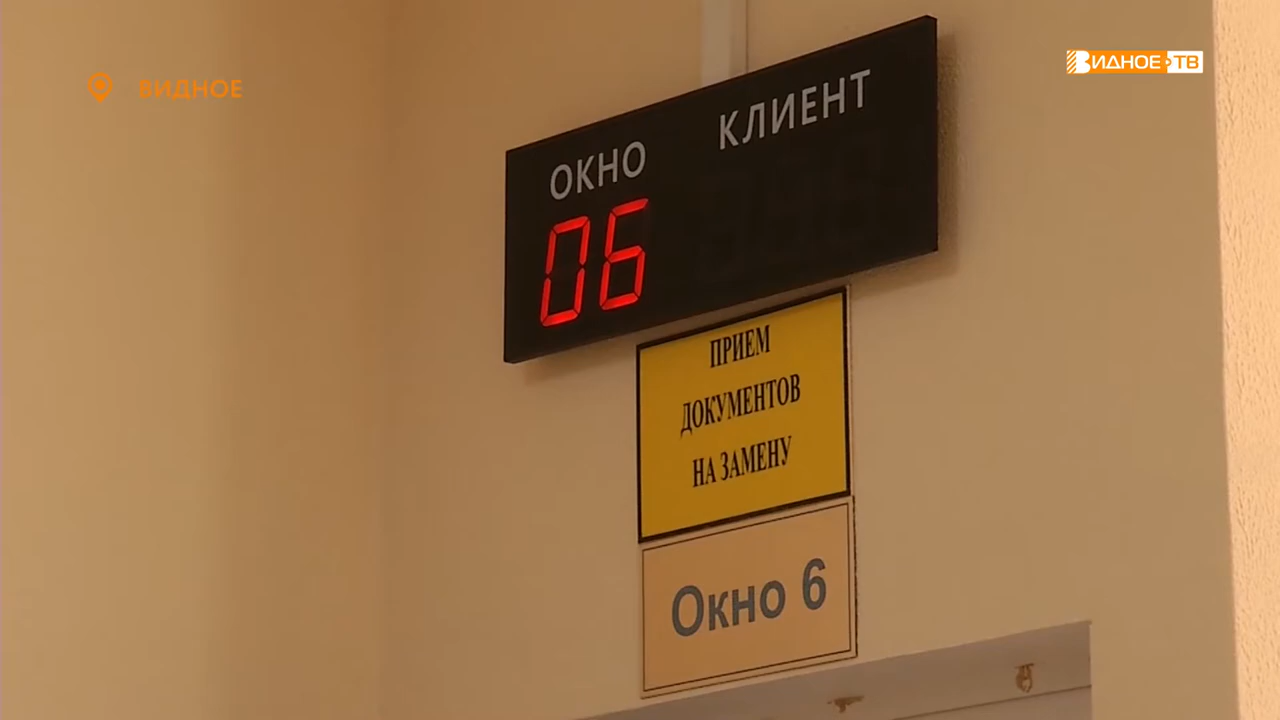 ВИДНОЕ
ВИДНОЕ ТВ
ОКНО КЛИЕНТ
06
ПРИЕМ
ДОКУМЕНТОВ
НА ЗАМЕНУ
Окно 6